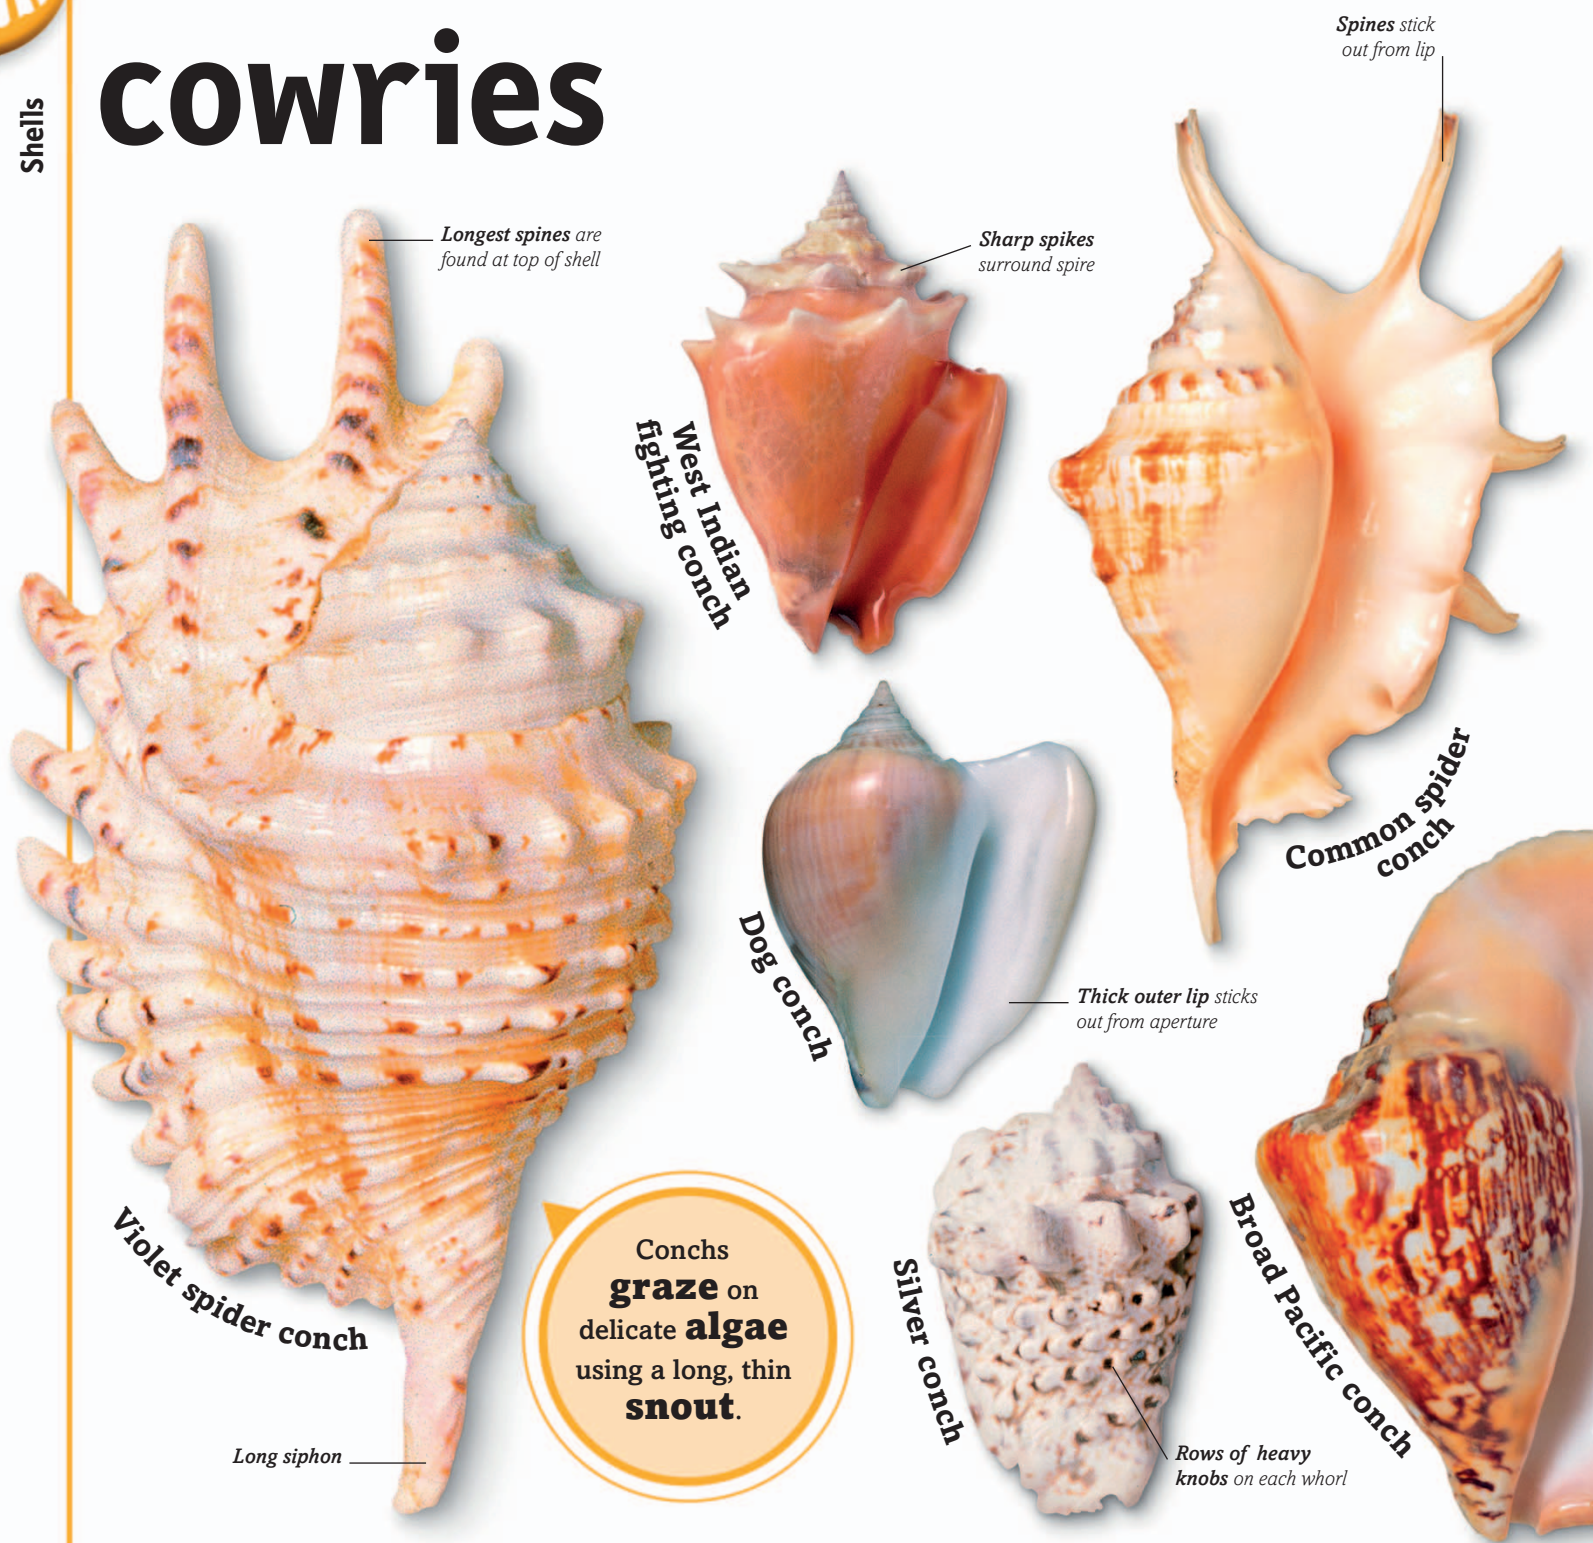 Shells
cowries
Spines stick
out from lip
Longest spines are
found at top of shell
Sharp spikes
surround spire
West Indian
fighting conch
Common spider
conch
Dog conch
Thick outer lip sticks
out from aperture
Violet spider conch
Conchs
graze on
delicate algae
using a long, thin
snout.
Silver conch
Broad Pacific conch
Long siphon
Rows of heavy
knobs on each whorl